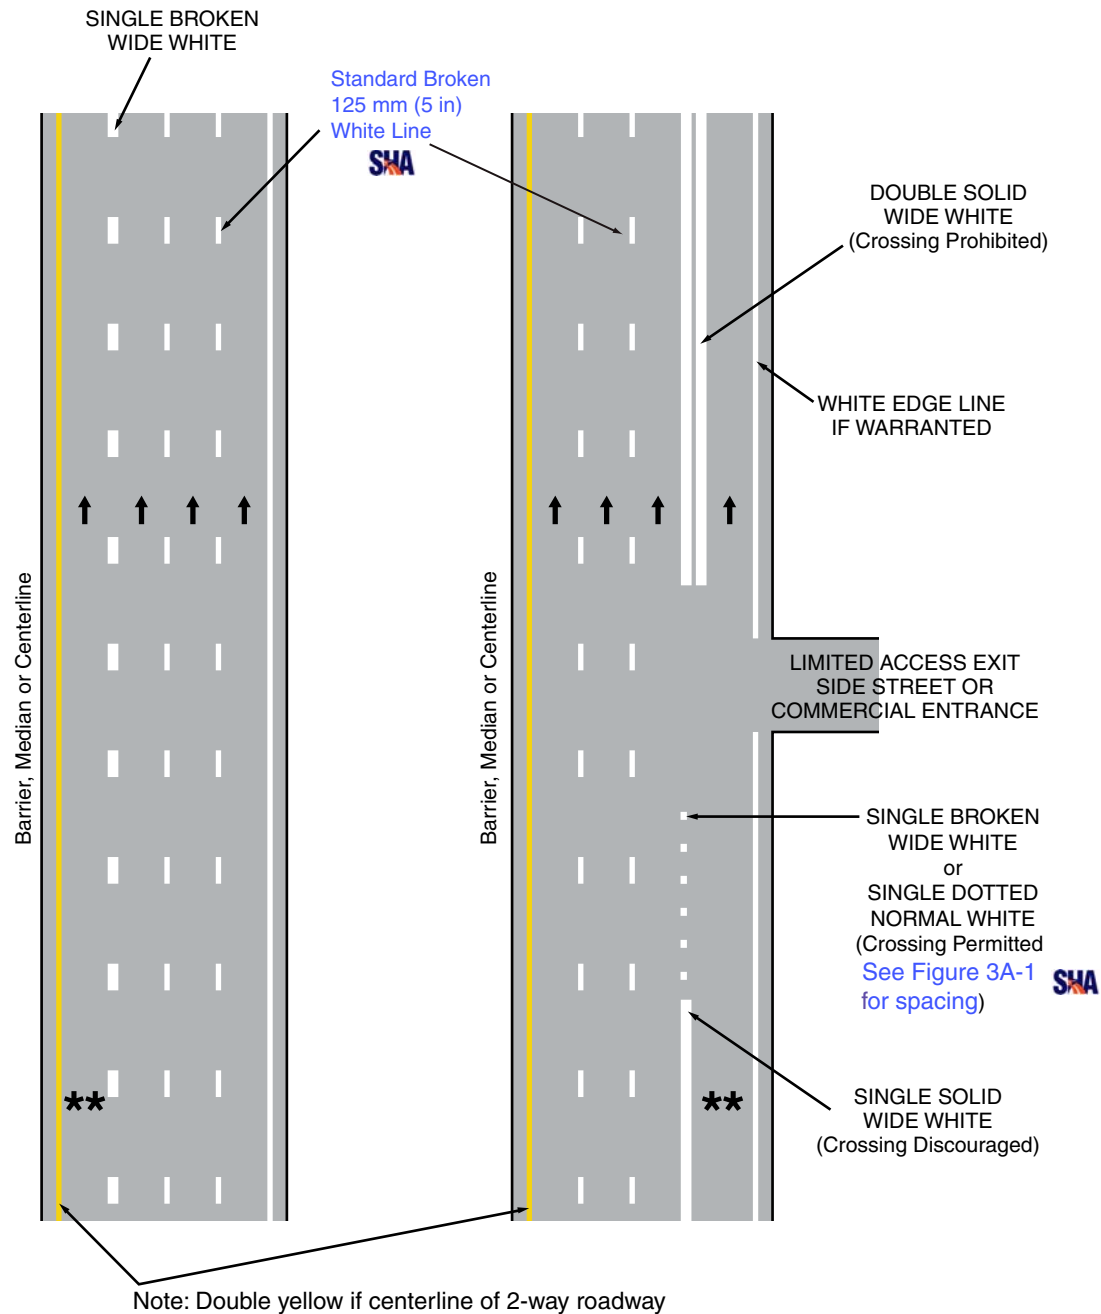 SINGLE BROKEN
WIDE WHITE
Standard Broken
125 mm (5 in)
White Line
SHA
DOUBLE SOLID
WIDE WHITE
(Crossing Prohibited)
WHITE EDGE LINE
IF WARRANTED
Barrier, Median or Centerline
Barrier, Median or Centerline
LIMITED ACCESS EXIT
SIDE STREET OR
COMMERCIAL ENTRANCE
SINGLE BROKEN
WIDE WHITE
or
SINGLE DOTTED
NORMAL WHITE
(Crossing Permitted
See Figure 3A-1
for spacing)
SHA
**
**
SINGLE SOLID
WIDE WHITE
(Crossing Discouraged)
Note: Double yellow if centerline of 2-way roadway